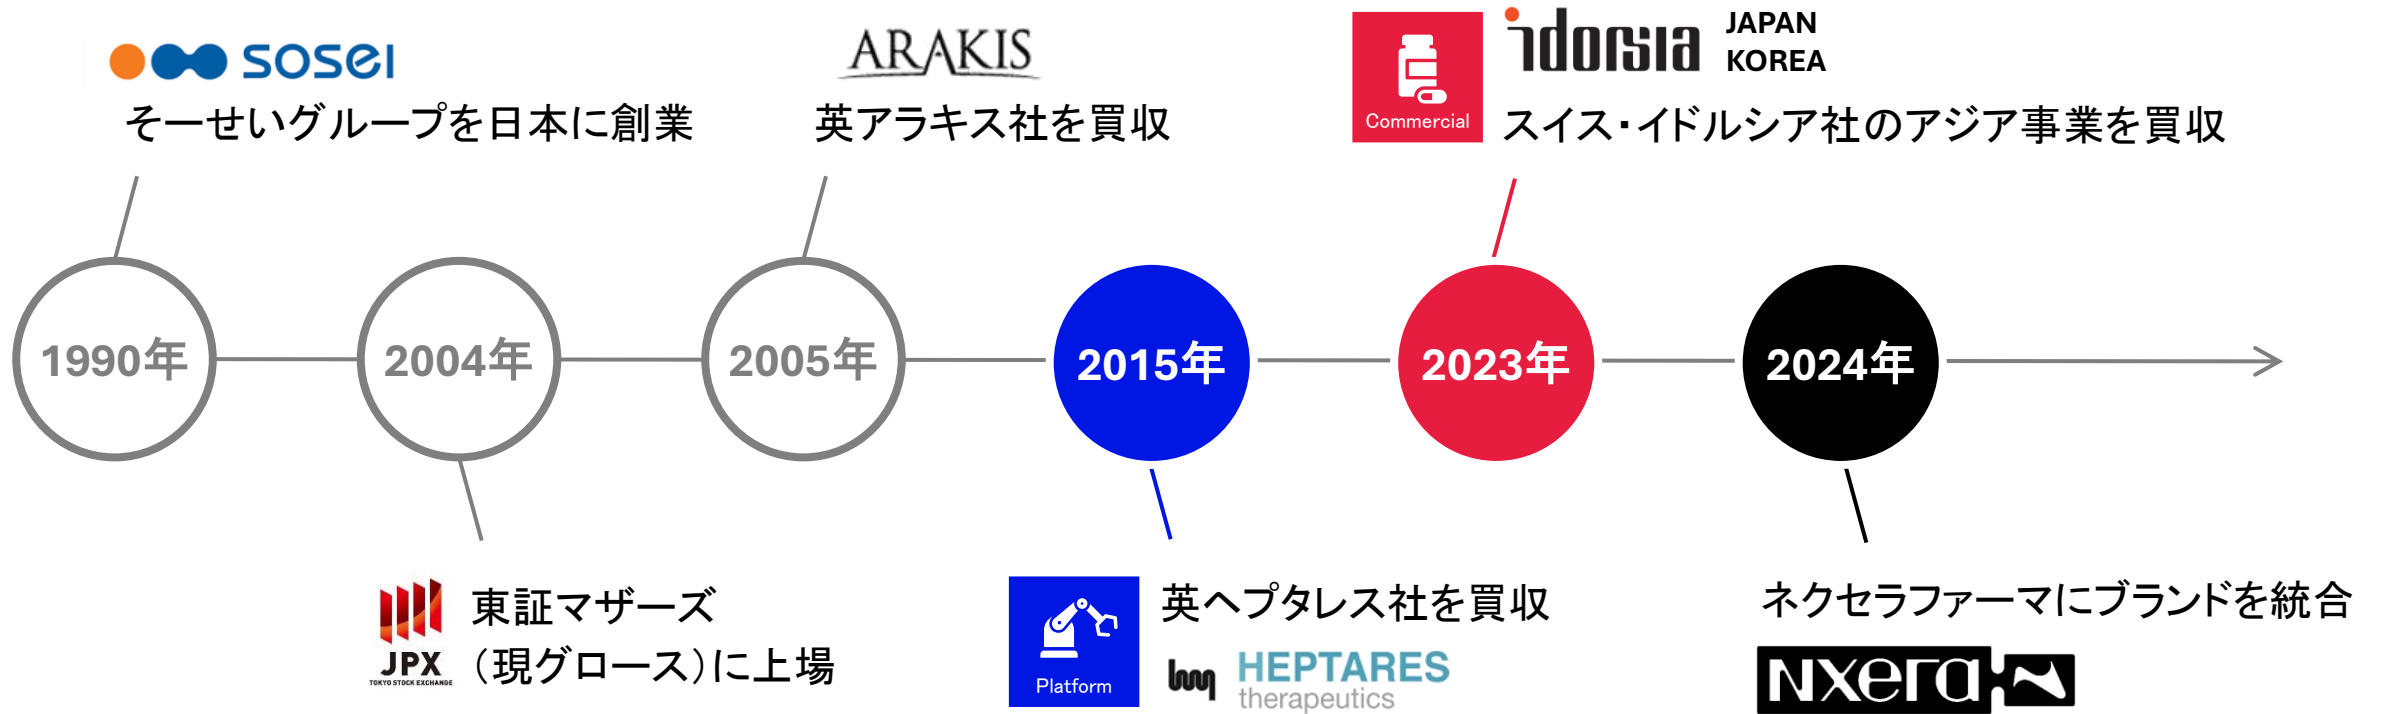 sosei
そーせいグループを日本に創業
ARAKIS
英アラキス社を買収
Commercial
idorsia
JAPAN
KOREA
スイス・イドルシア社のアジア事業を買収
1990年
2004年
2005年
2015年
2023年
2024年
JPX
TOKYO STOCK EXCHANGE
東証マザーズ
（現グロース）に上場
Platform
英ヘプタレス社を買収
HEPTARES
therapeutics
ネクセラファーマにブランドを統合
NXera